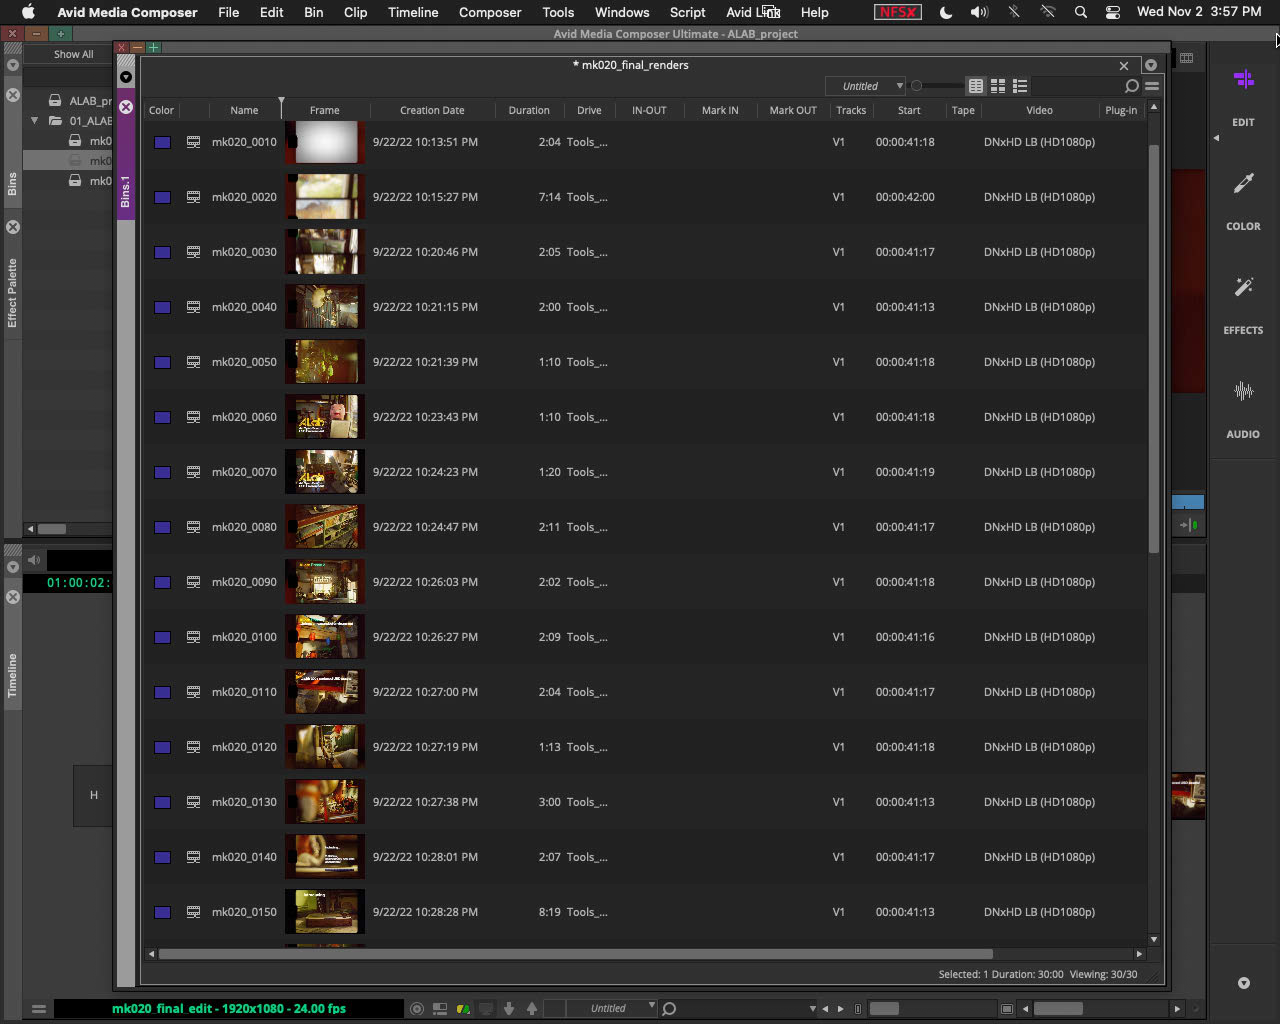 Avid Media Composer File Edit Bin Clip Timeline Composer Tools Windows Script Avid Link Help NFSX Wed Nov 2 3:57 PM
Avid Media Composer Ultimate - ALAB_project
Show All
* mk020_final_renders
Untitled
Color Name Frame Creation Date Duration Drive IN-OUT Mark IN Mark OUT Tracks Start Tape Video Plug-in
ALAB_pr
01_ALAB
mk0
mk0
mk0
Bins
Effect Palette
Timeline
Bins.1
mk020_0010 9/22/22 10:13:51 PM 2:04 Tools_... V1 00:00:41:18 DNxHD LB (HD1080p)
mk020_0020 9/22/22 10:15:27 PM 7:14 Tools_... V1 00:00:42:00 DNxHD LB (HD1080p)
mk020_0030 9/22/22 10:20:46 PM 2:05 Tools_... V1 00:00:41:17 DNxHD LB (HD1080p)
mk020_0040 9/22/22 10:21:15 PM 2:00 Tools_... V1 00:00:41:13 DNxHD LB (HD1080p)
mk020_0050 9/22/22 10:21:39 PM 1:10 Tools_... V1 00:00:41:18 DNxHD LB (HD1080p)
mk020_0060 ALab 9/22/22 10:23:43 PM 1:10 Tools_... V1 00:00:41:18 DNxHD LB (HD1080p)
mk020_0070 ALab 9/22/22 10:24:23 PM 1:20 Tools_... V1 00:00:41:19 DNxHD LB (HD1080p)
mk020_0080 9/22/22 10:24:47 PM 2:11 Tools_... V1 00:00:41:17 DNxHD LB (HD1080p)
mk020_0090 9/22/22 10:26:03 PM 2:02 Tools_... V1 00:00:41:18 DNxHD LB (HD1080p)
mk020_0100 9/22/22 10:26:27 PM 2:09 Tools_... V1 00:00:41:16 DNxHD LB (HD1080p)
mk020_0110 9/22/22 10:27:00 PM 2:04 Tools_... V1 00:00:41:17 DNxHD LB (HD1080p)
mk020_0120 9/22/22 10:27:19 PM 1:13 Tools_... V1 00:00:41:18 DNxHD LB (HD1080p)
mk020_0130 9/22/22 10:27:38 PM 3:00 Tools_... V1 00:00:41:13 DNxHD LB (HD1080p)
mk020_0140 9/22/22 10:28:01 PM 2:07 Tools_... V1 00:00:41:17 DNxHD LB (HD1080p)
mk020_0150 Introducing 9/22/22 10:28:28 PM 8:19 Tools_... V1 00:00:41:13 DNxHD LB (HD1080p)
01:00:02:
H
EDIT
COLOR
EFFECTS
AUDIO
Selected: 1 Duration: 30:00 Viewing: 30/30
mk020_final_edit - 1920x1080 - 24.00 fps
Untitled